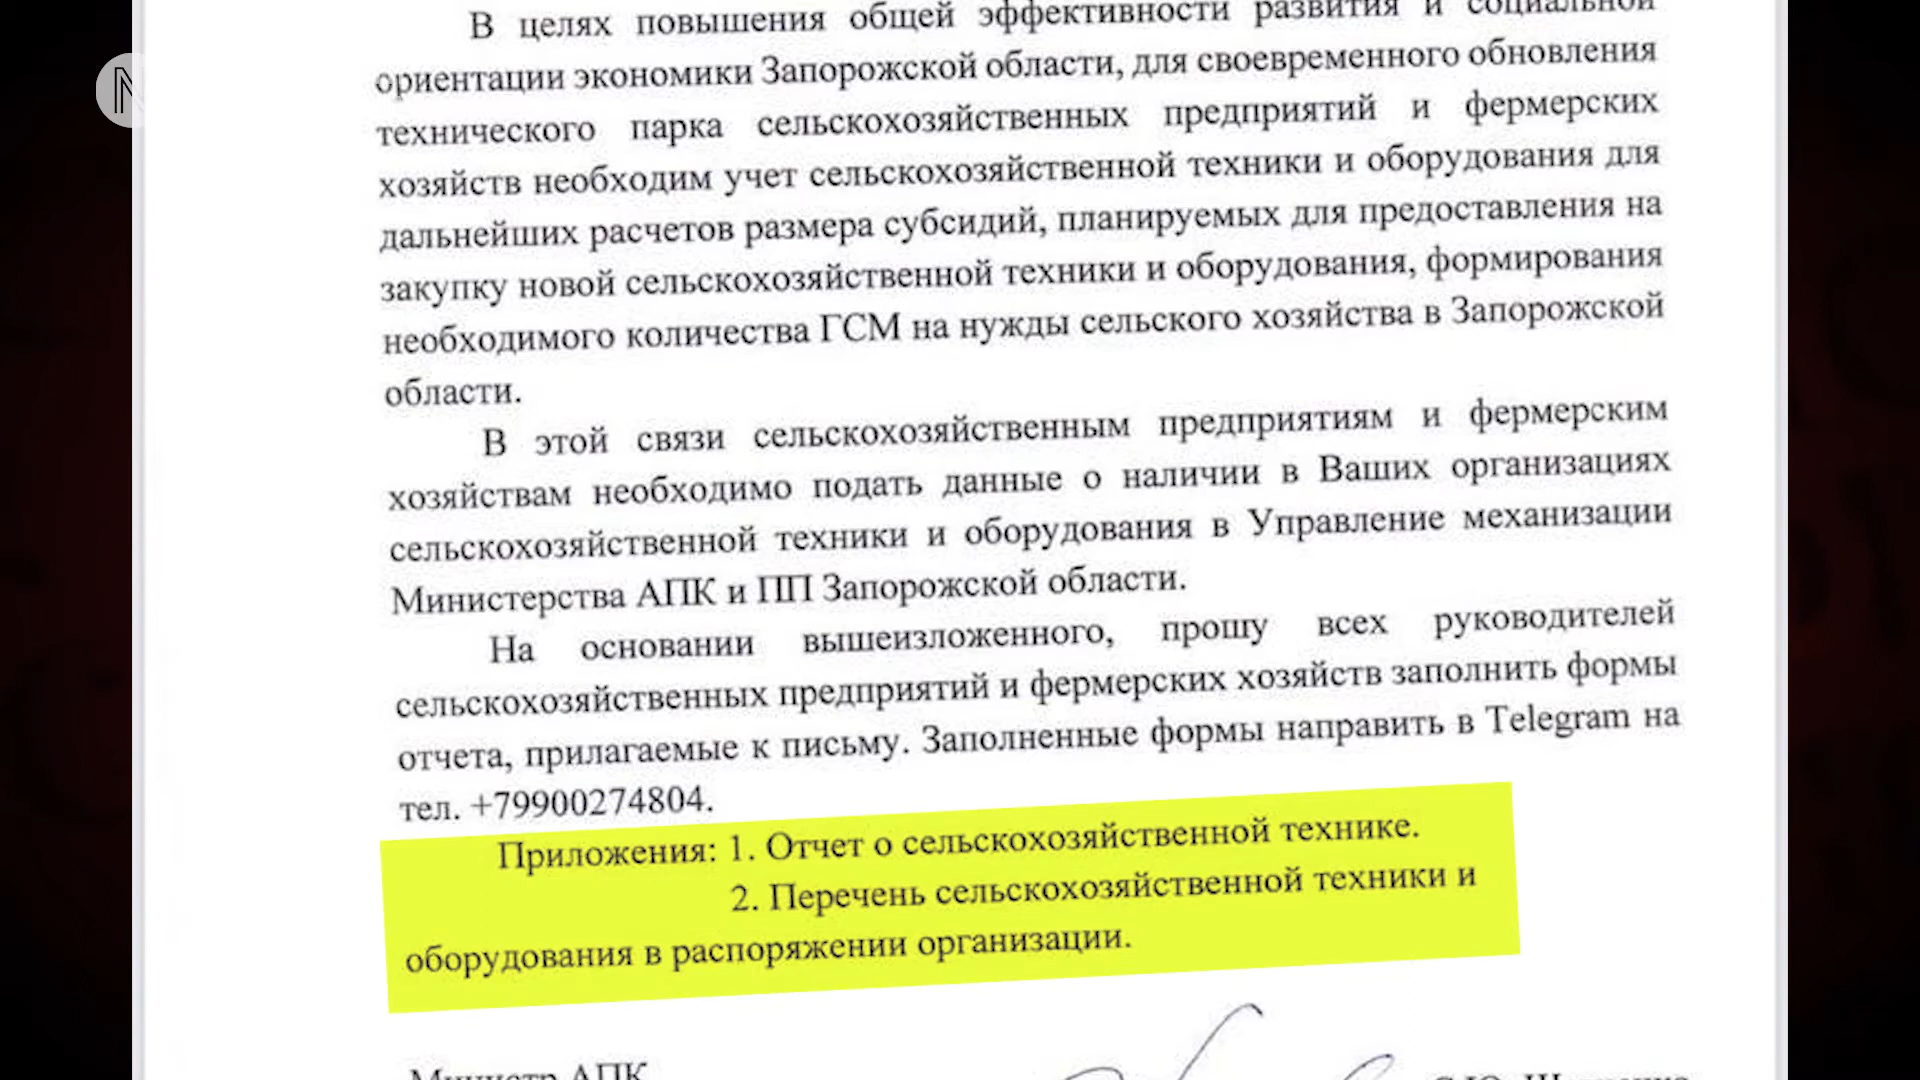 N
В целях повышения общей эффективности развития и социальной
ориентации экономики Запорожской области, для своевременного обновления
технического парка сельскохозяйственных предприятий и фермерских
хозяйств необходим учет сельскохозяйственной техники и оборудования для
дальнейших расчетов размера субсидий, планируемых для предоставления на
закупку новой сельскохозяйственной техники и оборудования, формирования
необходимого количества ГСМ на нужды сельского хозяйства в Запорожской
области.
В этой связи сельскохозяйственным предприятиям и фермерским
хозяйствам необходимо подать данные о наличии в Ваших организациях
сельскохозяйственной техники и оборудования в Управление механизации
Министерства АПК и ПП Запорожской области.
На основании вышеизложенного, прошу всех руководителей
сельскохозяйственных предприятий и фермерских хозяйств заполнить формы
отчета, прилагаемые к письму. Заполненные формы направить в Telegram на
тел. +79900274804.
Приложения: 1. Отчет о сельскохозяйственной технике.
2. Перечень сельскохозяйственной техники и
оборудования в распоряжении организации.
Министр АПК